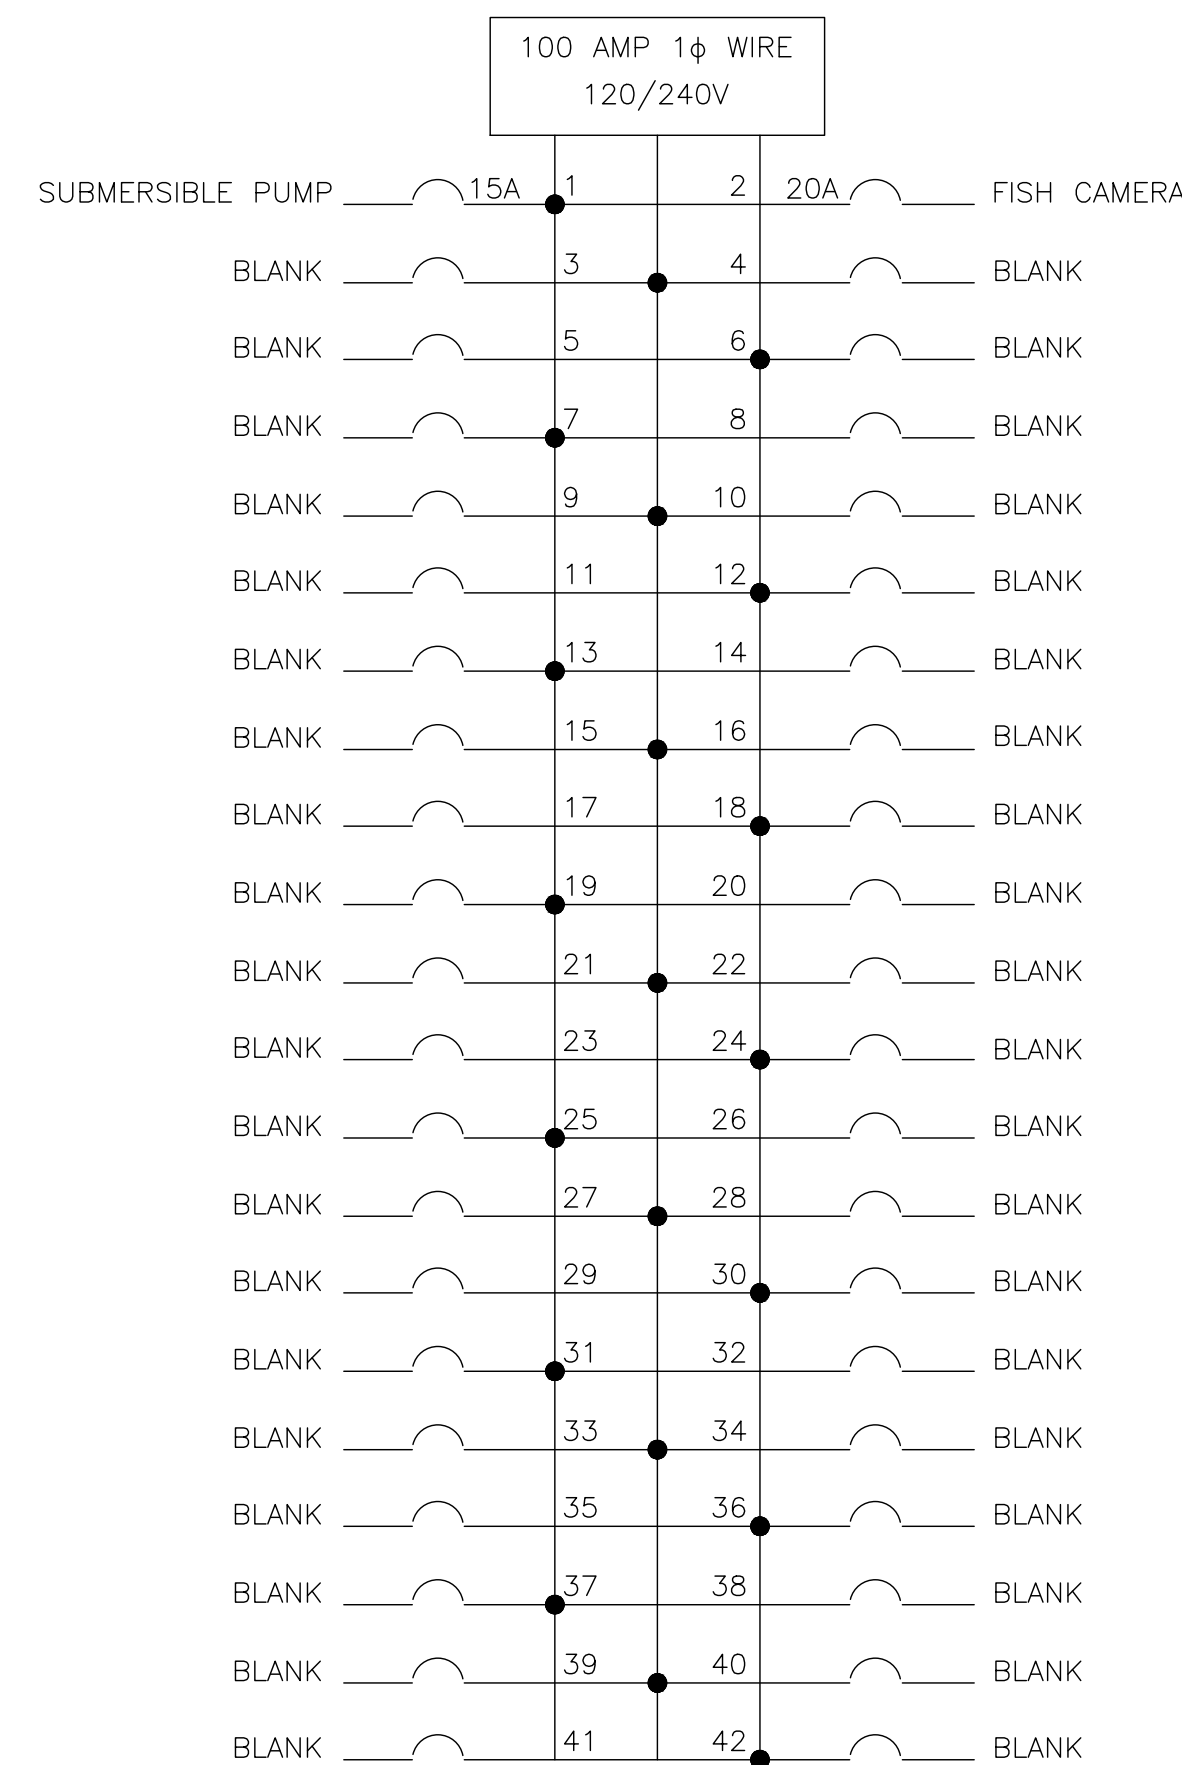 100 AMP 1ϕ WIRE
120/240V
SUBMERSIBLE PUMP 15A 1 2 20A FISH CAMERA
BLANK 3 4 BLANK
BLANK 5 6 BLANK
BLANK 7 8 BLANK
BLANK 9 10 BLANK
BLANK 11 12 BLANK
BLANK 13 14 BLANK
BLANK 15 16 BLANK
BLANK 17 18 BLANK
BLANK 19 20 BLANK
BLANK 21 22 BLANK
BLANK 23 24 BLANK
BLANK 25 26 BLANK
BLANK 27 28 BLANK
BLANK 29 30 BLANK
BLANK 31 32 BLANK
BLANK 33 34 BLANK
BLANK 35 36 BLANK
BLANK 37 38 BLANK
BLANK 39 40 BLANK
BLANK 41 42 BLANK